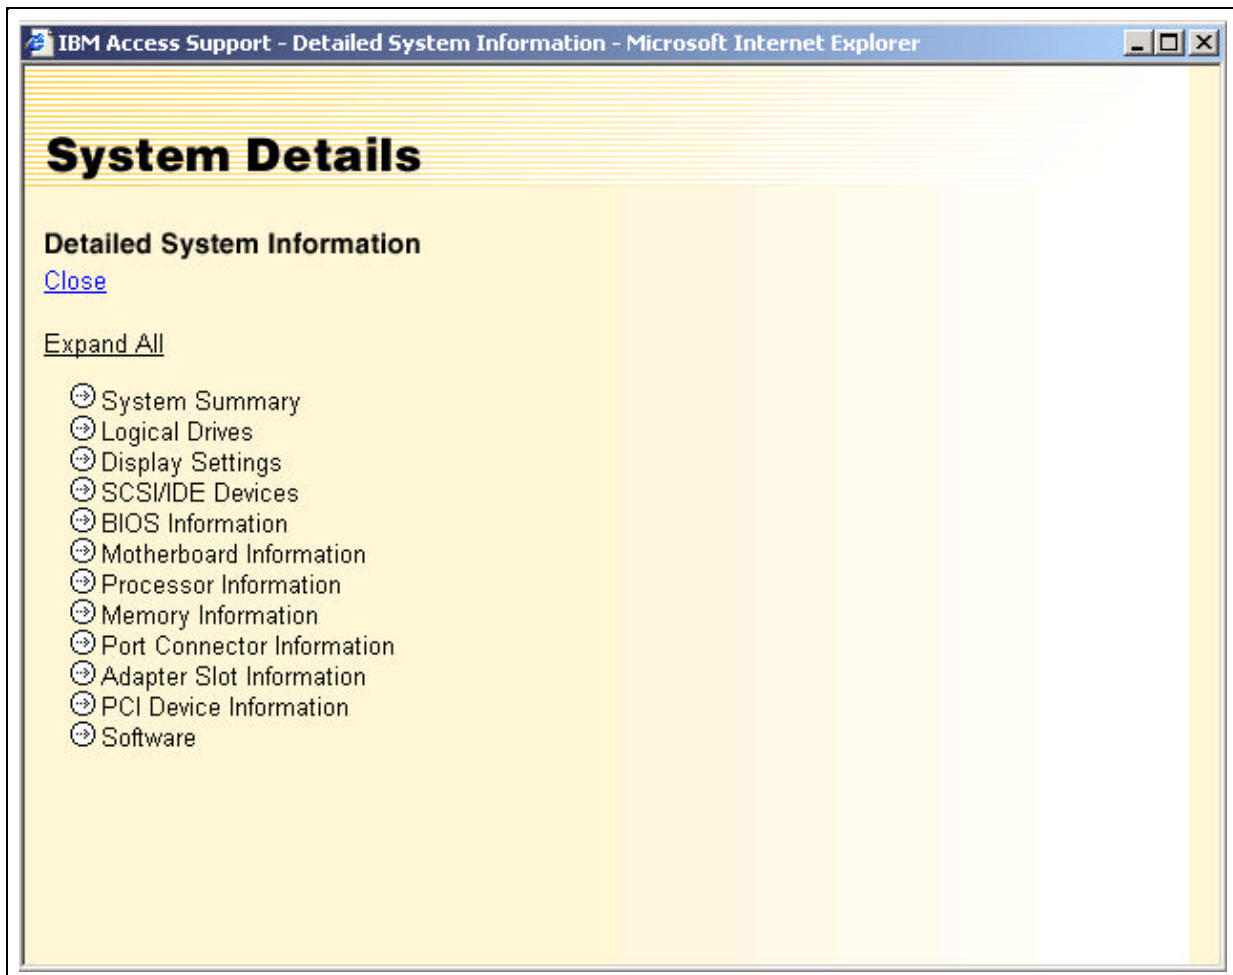 IBM Access Support - Detailed System Information - Microsoft Internet Explorer
System Details
Detailed System Information
Close
Expand All
System Summary
Logical Drives
Display Settings
SCSI/IDE Devices
BIOS Information
Motherboard Information
Processor Information
Memory Information
Port Connector Information
Adapter Slot Information
PCI Device Information
Software